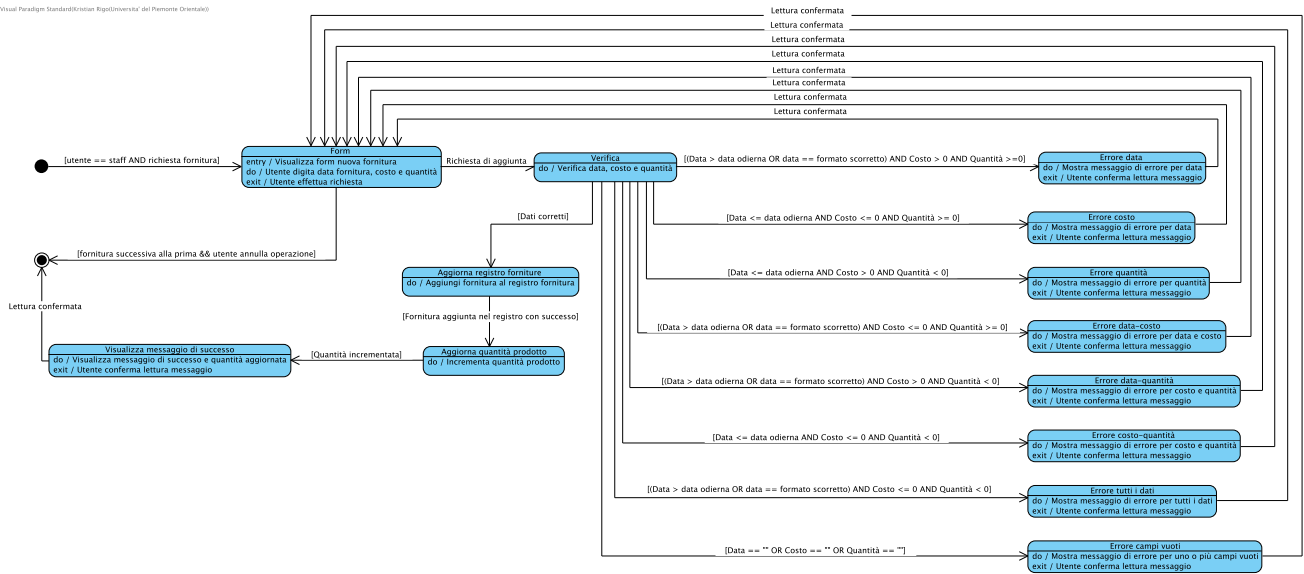 Visual Paradigm Standard(Kristian Rigo(Universita' del Piemonte Orientale))
Lettura confermata
Lettura confermata
Lettura confermata
Lettura confermata
Lettura confermata
Lettura confermata
Lettura confermata
Lettura confermata
[utente == staff AND richiesta fornitura]
Form
entry / Visualizza form nuova fornitura
do / Utente digita data fornitura, costo e quantità
exit / Utente effettua richiesta
Richiesta di aggiunta
Verifica
do / Verifica data, costo e quantità
[(Data > data odierna OR data == formato scorretto) AND Costo > 0 AND Quantità >=0]
Errore data
do / Mostra messaggio di errore per data
exit / Utente conferma lettura messaggio
[Dati corretti]
[Data <= data odierna AND Costo <= 0 AND Quantità >= 0]
Errore costo
do / Mostra messaggio di errore per data
exit / Utente conferma lettura messaggio
[fornitura successiva alla prima && utente annulla operazione]
Aggiorna registro forniture
do / Aggiungi fornitura al registro fornitura
[Data <= data odierna AND Costo > 0 AND Quantità < 0]
Errore quantità
do / Mostra messaggio di errore per quantità
exit / Utente conferma lettura messaggio
Lettura confermata
[Fornitura aggiunta nel registro con successo]
[(Data > data odierna OR data == formato scorretto) AND Costo <= 0 AND Quantità >= 0]
Errore data-costo
do / Mostra messaggio di errore per data e costo
exit / Utente conferma lettura messaggio
Visualizza messaggio di successo
do / Visualizza messaggio di successo e quantità aggiornata
exit / Utente conferma lettura messaggio
[Quantità incrementata]
Aggiorna quantità prodotto
do / Incrementa quantità prodotto
[(Data > data odierna OR data == formato scorretto) AND Costo > 0 AND Quantità < 0]
Errore data-quantità
do / Mostra messaggio di errore per costo e quantità
exit / Utente conferma lettura messaggio
[Data <= data odierna AND Costo <= 0 AND Quantità < 0]
Errore costo-quantità
do / Mostra messaggio di errore per costo e quantità
exit / Utente conferma lettura messaggio
[(Data > data odierna OR data == formato scorretto) AND Costo <= 0 AND Quantità < 0]
Errore tutti i dati
do / Mostra messaggio di errore per tutti i dati
exit / Utente conferma lettura messaggio
[Data == "" OR Costo == "" OR Quantità == ""]
Errore campi vuoti
do / Mostra messaggio di errore per uno o più campi vuoti
exit / Utente conferma lettura messaggio